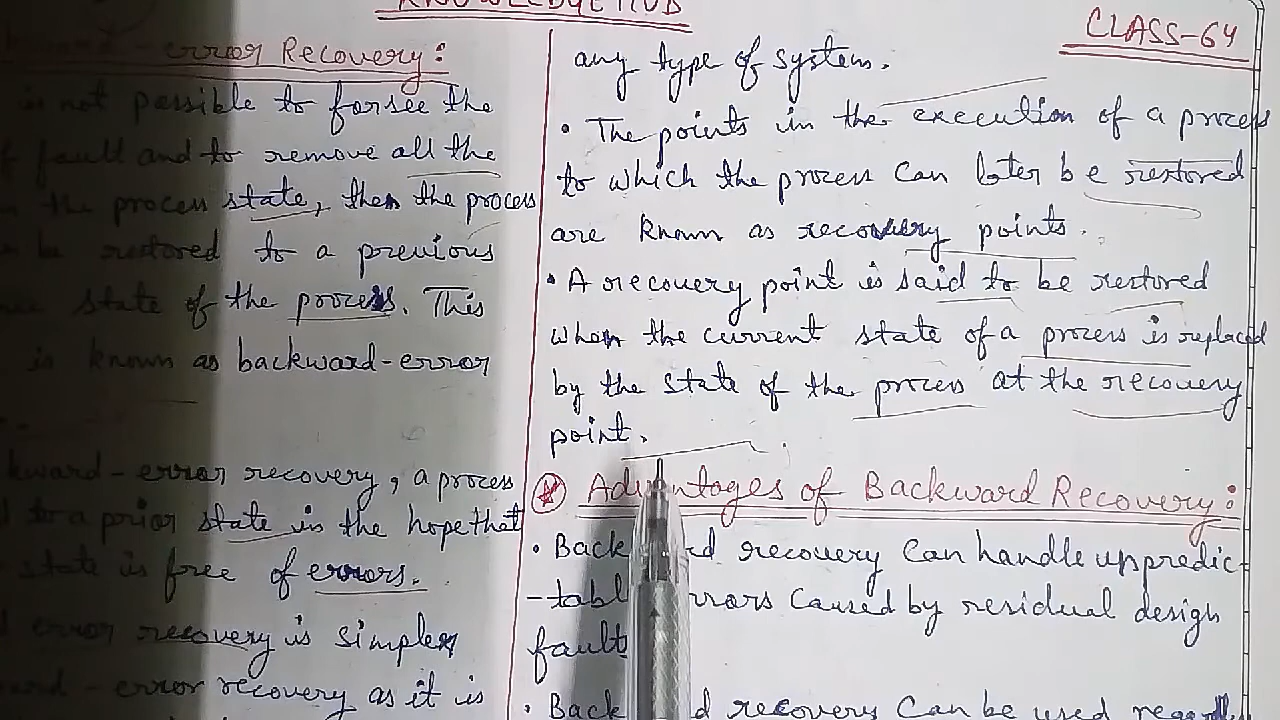 KNOWLEDGE HUB
CLASS-64
- error Recovery:
is not possible to forsee the
fault and to remove all the
the process state, then the process
be restored to a previous
state of the process. This
is known as backward-error
- error recovery, a process
to a prior state in the hope that
state is free of errors.
error recovery is simpler
- error recovery as it is
any type of system.
• The points in the execution of a process
to which the process can later be restored
are known as recovery points.
• A recovery point is said to be restored
when the current state of a process is replaced
by the state of the process at the recovery
point.
Advantages of Backward Recovery:
• recovery can handle unpredic-
caused by residual design
fault
• recovery can be used